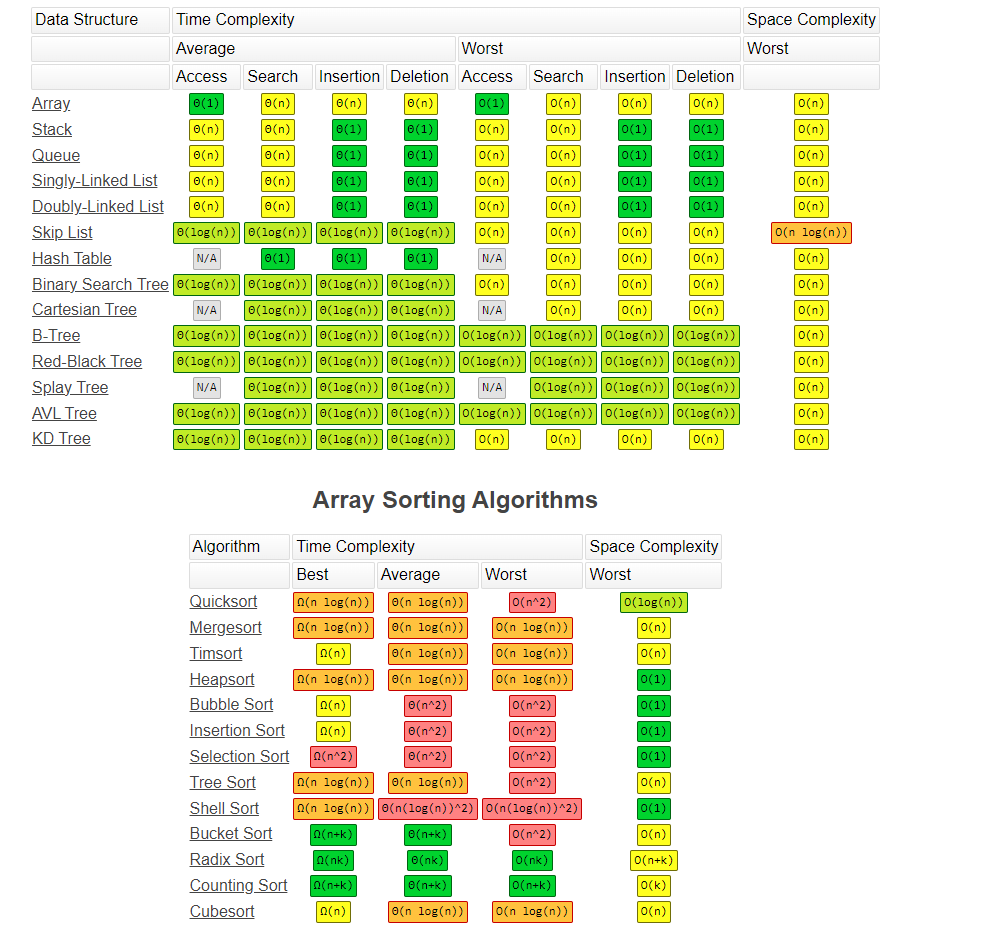 Data Structure Time Complexity Space Complexity
Average Worst Worst
Access Search Insertion Deletion Access Search Insertion Deletion
Array Θ(1) Θ(n) Θ(n) Θ(n) O(1) O(n) O(n) O(n) O(n)
Stack Θ(n) Θ(n) Θ(1) Θ(1) O(n) O(n) O(1) O(1) O(n)
Queue Θ(n) Θ(n) Θ(1) Θ(1) O(n) O(n) O(1) O(1) O(n)
Singly-Linked List Θ(n) Θ(n) Θ(1) Θ(1) O(n) O(n) O(1) O(1) O(n)
Doubly-Linked List Θ(n) Θ(n) Θ(1) Θ(1) O(n) O(n) O(1) O(1) O(n)
Skip List Θ(log(n)) Θ(log(n)) Θ(log(n)) Θ(log(n)) O(n) O(n) O(n) O(n) O(n log(n))
Hash Table N/A Θ(1) Θ(1) Θ(1) N/A O(n) O(n) O(n) O(n)
Binary Search Tree Θ(log(n)) Θ(log(n)) Θ(log(n)) Θ(log(n)) O(n) O(n) O(n) O(n) O(n)
Cartesian Tree N/A Θ(log(n)) Θ(log(n)) Θ(log(n)) N/A O(n) O(n) O(n) O(n)
B-Tree Θ(log(n)) Θ(log(n)) Θ(log(n)) Θ(log(n)) O(log(n)) O(log(n)) O(log(n)) O(log(n)) O(n)
Red-Black Tree Θ(log(n)) Θ(log(n)) Θ(log(n)) Θ(log(n)) O(log(n)) O(log(n)) O(log(n)) O(log(n)) O(n)
Splay Tree N/A Θ(log(n)) Θ(log(n)) Θ(log(n)) N/A O(log(n)) O(log(n)) O(log(n)) O(n)
AVL Tree Θ(log(n)) Θ(log(n)) Θ(log(n)) Θ(log(n)) O(log(n)) O(log(n)) O(log(n)) O(log(n)) O(n)
KD Tree Θ(log(n)) Θ(log(n)) Θ(log(n)) Θ(log(n)) O(n) O(n) O(n) O(n) O(n)
Array Sorting Algorithms
Algorithm Time Complexity Space Complexity
Best Average Worst Worst
Quicksort Ω(n log(n)) Θ(n log(n)) O(n^2) O(log(n))
Mergesort Ω(n log(n)) Θ(n log(n)) O(n log(n)) O(n)
Timsort Ω(n) Θ(n log(n)) O(n log(n)) O(n)
Heapsort Ω(n log(n)) Θ(n log(n)) O(n log(n)) O(1)
Bubble Sort Ω(n) Θ(n^2) O(n^2) O(1)
Insertion Sort Ω(n) Θ(n^2) O(n^2) O(1)
Selection Sort Ω(n^2) Θ(n^2) O(n^2) O(1)
Tree Sort Ω(n log(n)) Θ(n log(n)) O(n^2) O(n)
Shell Sort Ω(n log(n)) Θ(n(log(n))^2) O(n(log(n))^2) O(1)
Bucket Sort Ω(n+k) Θ(n+k) O(n^2) O(n)
Radix Sort Ω(nk) Θ(nk) O(nk) O(n+k)
Counting Sort Ω(n+k) Θ(n+k) O(n+k) O(k)
Cubesort Ω(n) Θ(n log(n)) O(n log(n)) O(n)